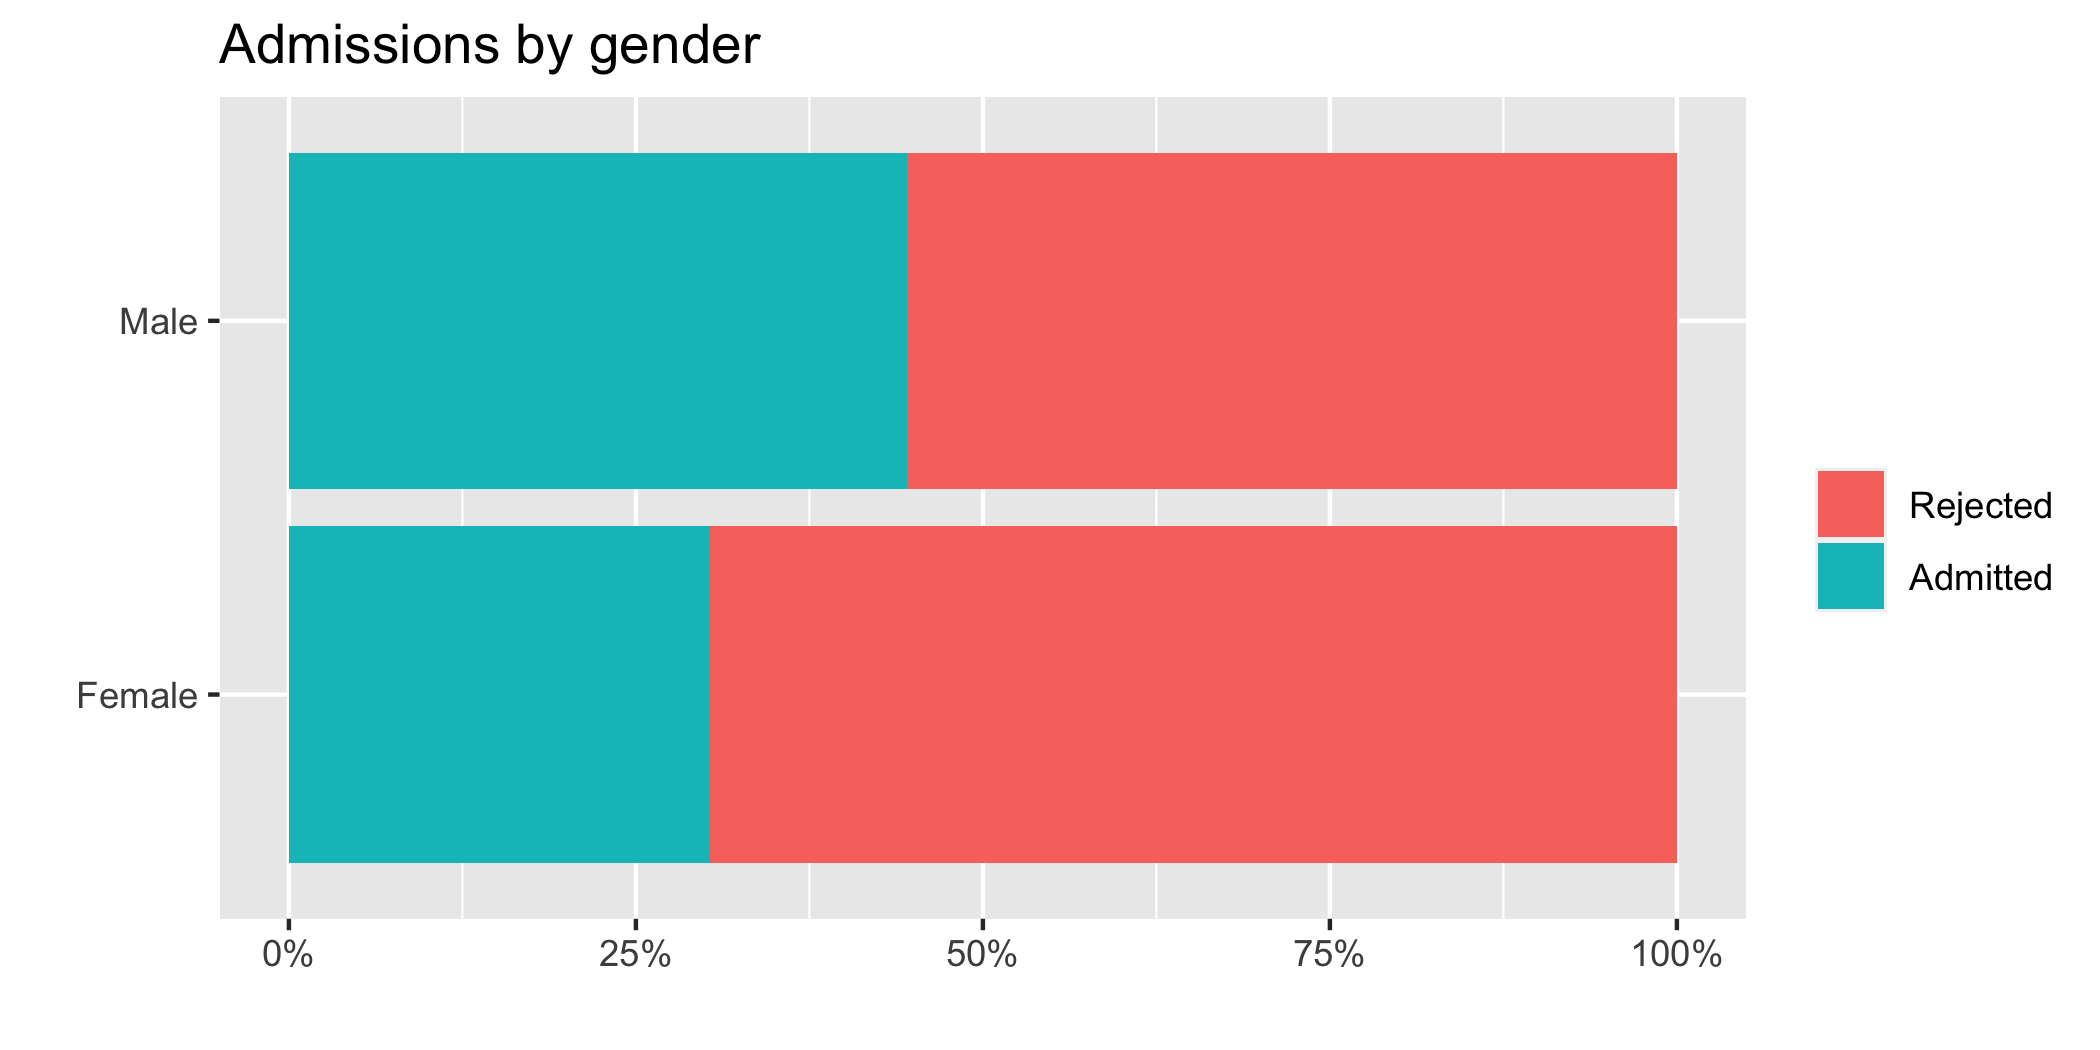 Admissions by gender
Male
Female
Rejected
Admitted
0% 25% 50% 75% 100%